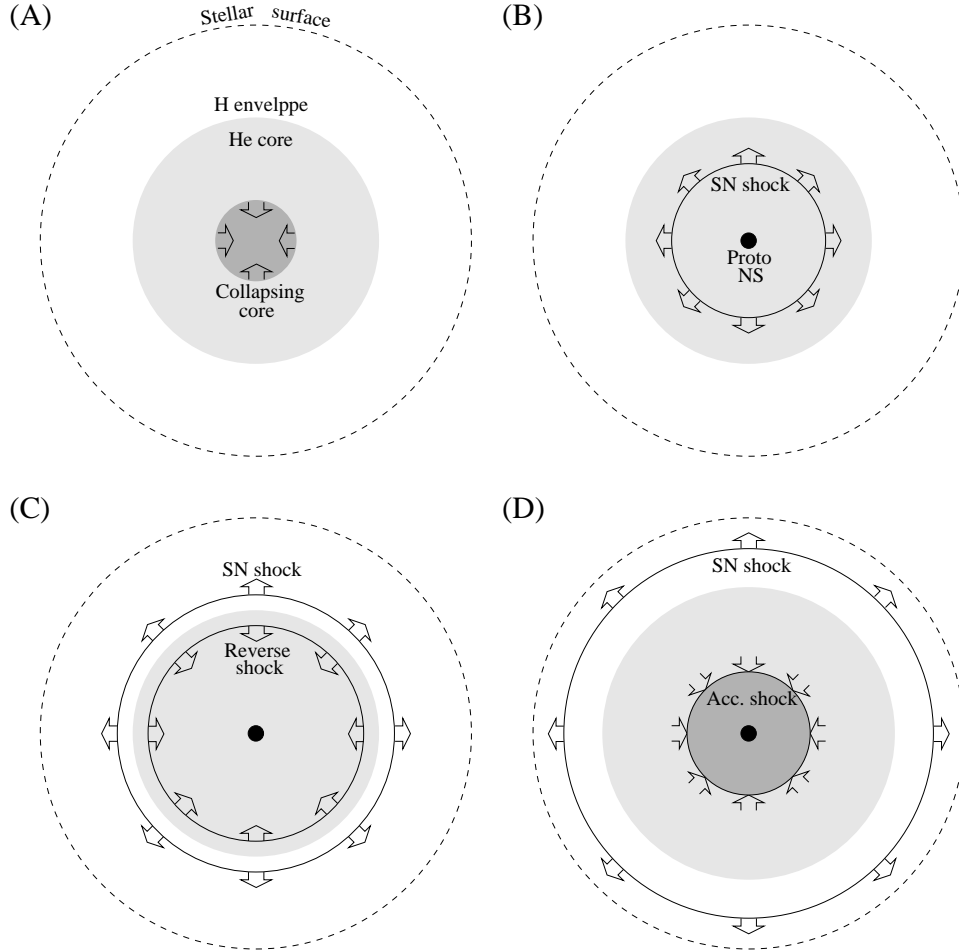 (A)
Stellar surface
H envelppe
He core
Collapsing
core
(B)
SN shock
Proto
NS
(C)
SN shock
Reverse
shock
(D)
SN shock
Acc. shock